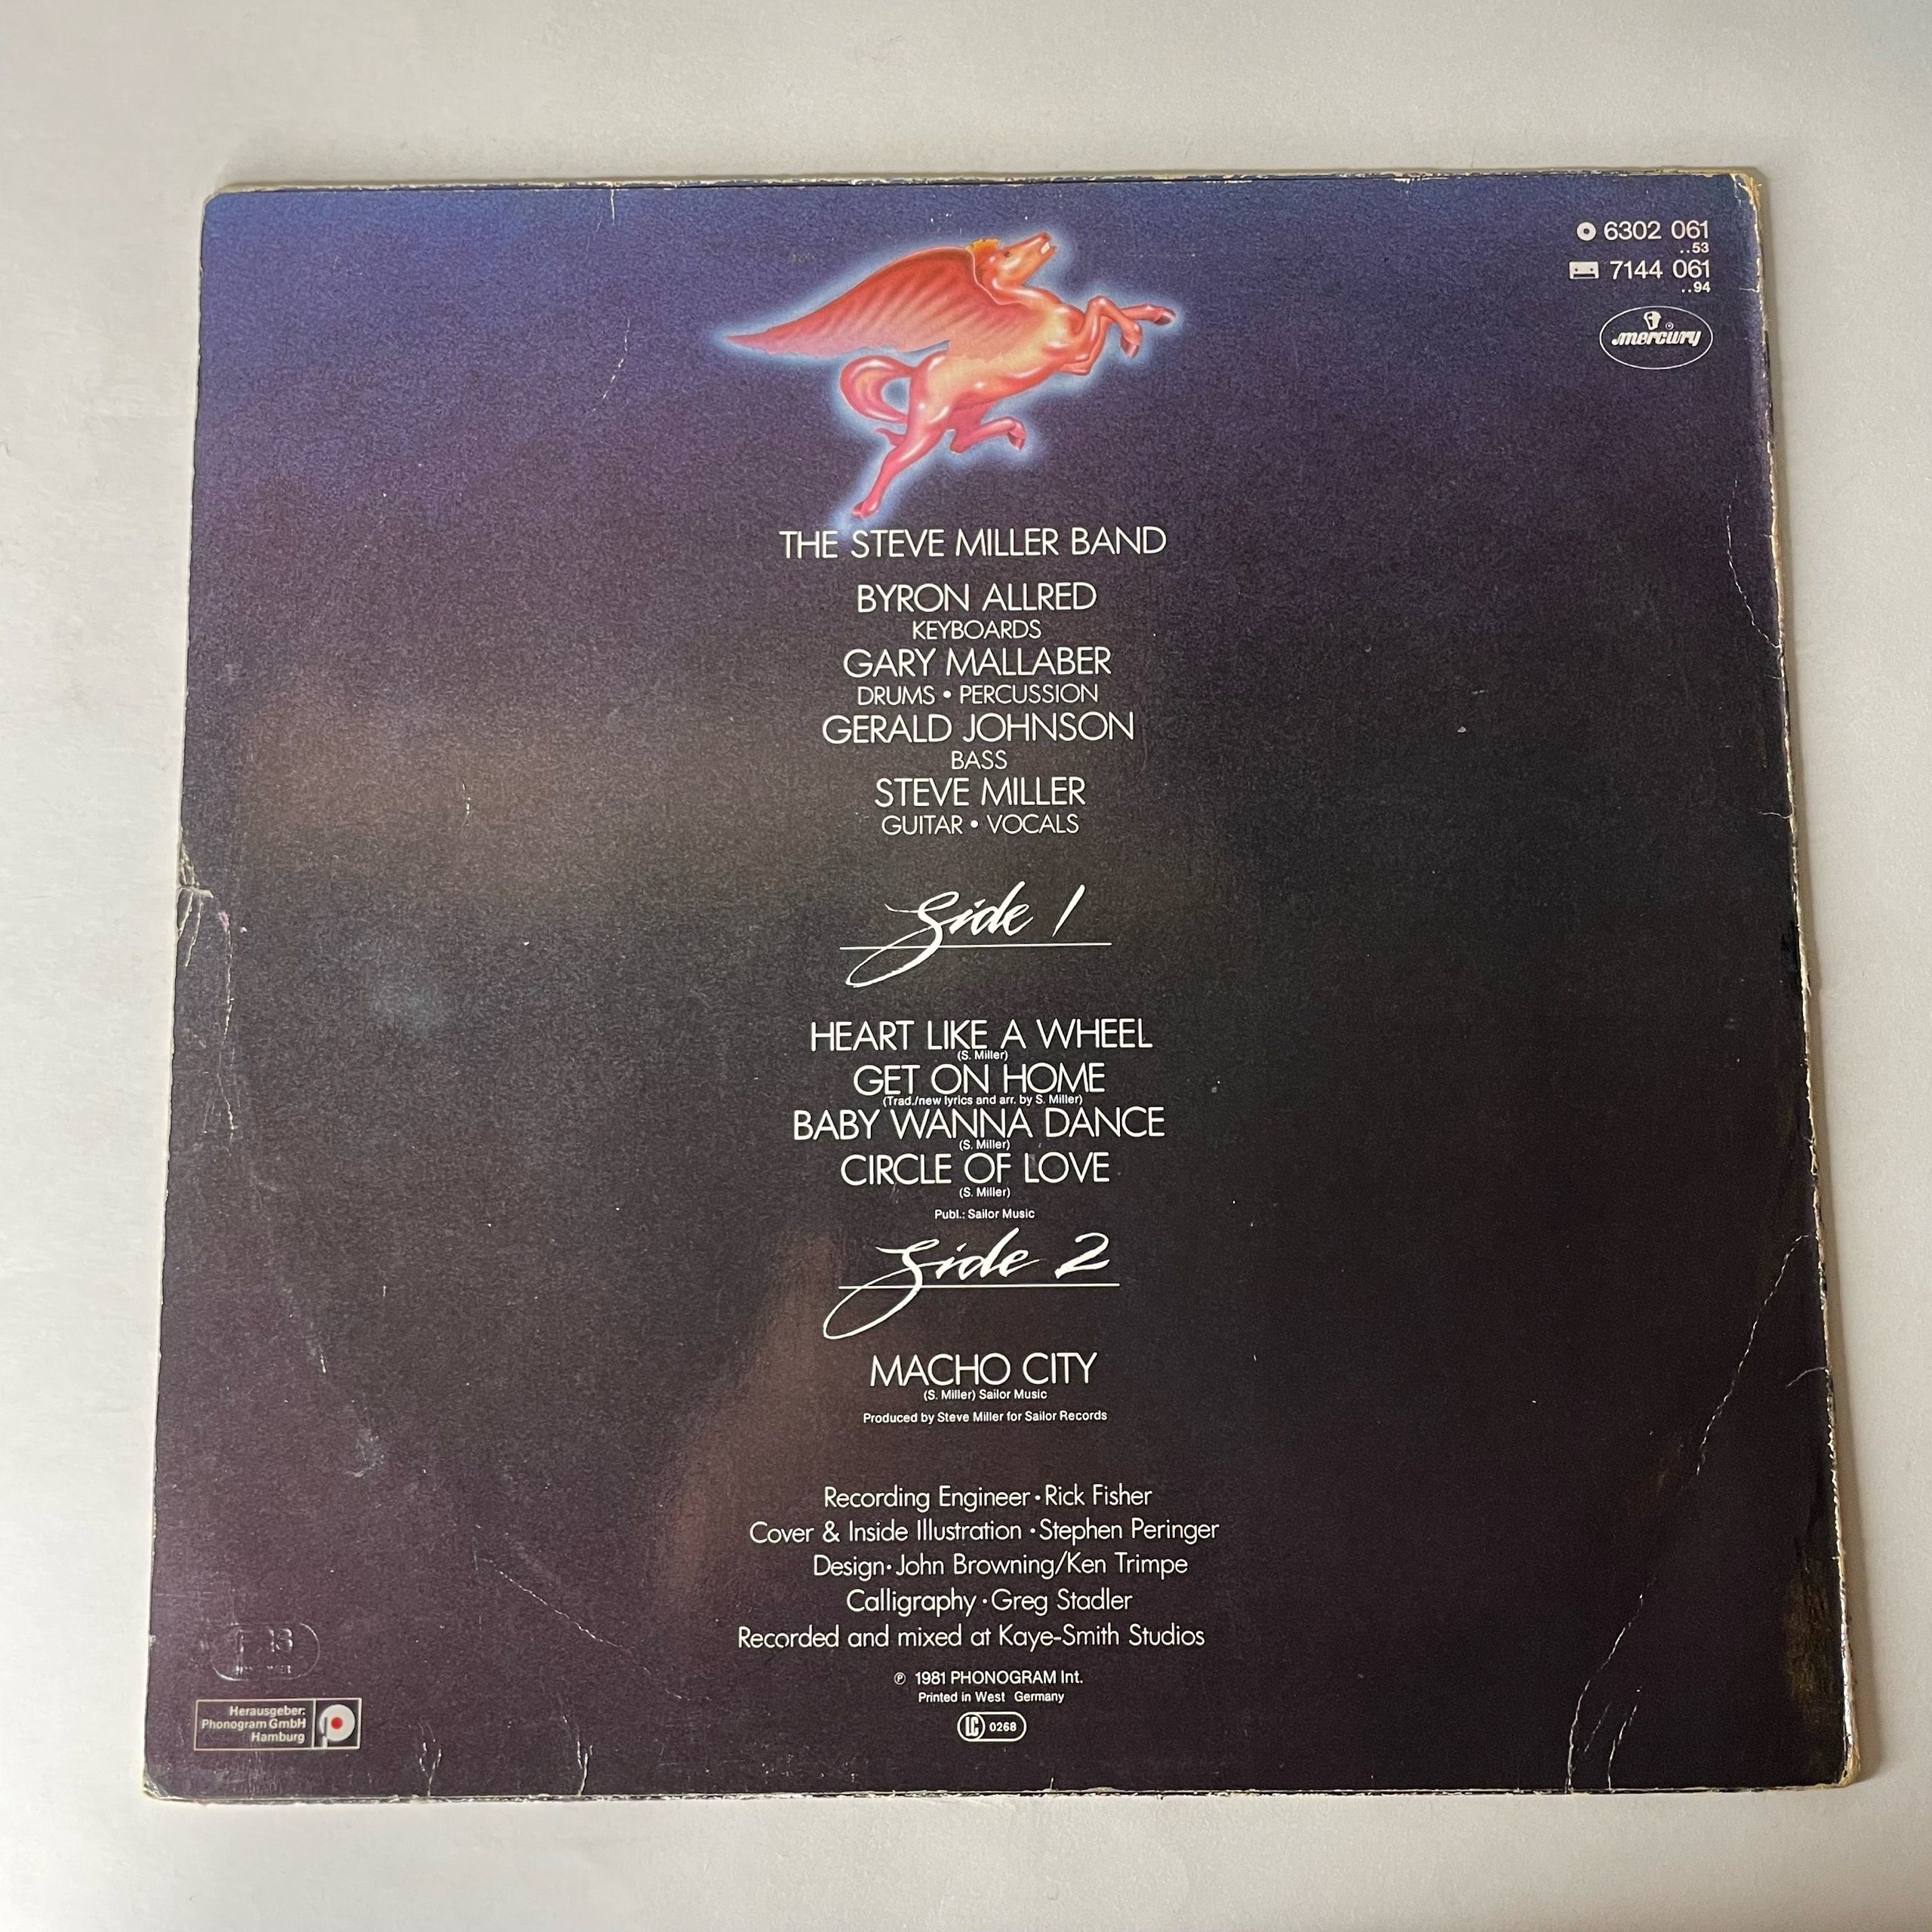 6302 061
..53
7144 061
..94
mercury
THE STEVE MILLER BAND
BYRON ALLRED
KEYBOARDS
GARY MALLABER
DRUMS • PERCUSSION
GERALD JOHNSON
BASS
STEVE MILLER
GUITAR • VOCALS
Side 1
HEART LIKE A WHEEL
(S. Miller)
GET ON HOME
(Trad./new lyrics and arr. by S. Miller)
BABY WANNA DANCE
(S. Miller)
CIRCLE OF LOVE
(S. Miller)
Publ.: Sailor Music
Side 2
MACHO CITY
(S. Miller) Sailor Music
Produced by Steve Miller for Sailor Records
Recording Engineer • Rick Fisher
Cover & Inside Illustration • Stephen Peringer
Design • John Browning/Ken Trimpe
Calligraphy • Greg Stadler
Recorded and mixed at Kaye-Smith Studios
℗ 1981 PHONOGRAM Int.
Printed in West Germany
LC 0268
Herausgeber:
Phonogram GmbH
Hamburg